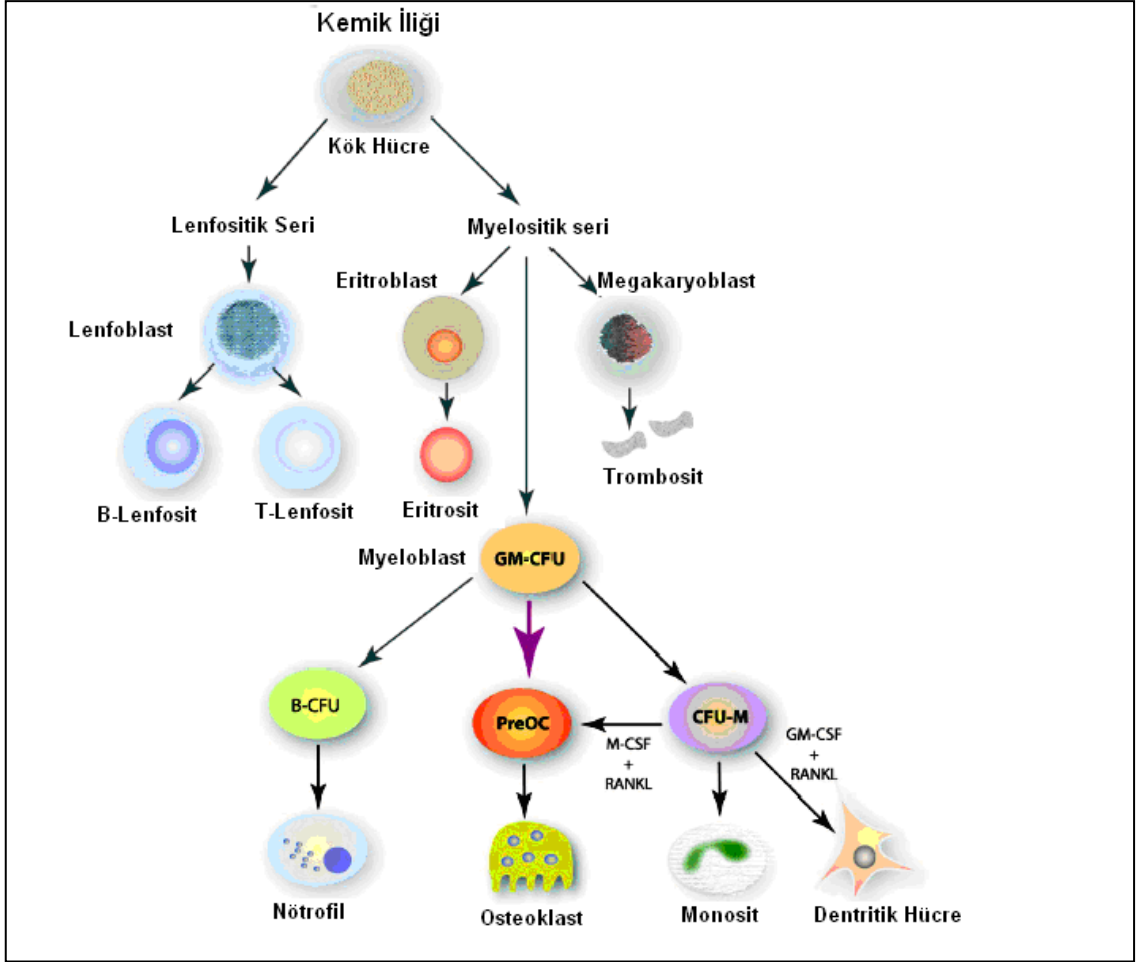 Kemik İliği
Kök Hücre
Lenfositik Seri
Myelositik seri
Eritroblast
Megakaryoblast
Lenfoblast
Trombosit
B-Lenfosit
T-Lenfosit
Eritrosit
Myeloblast
GM-CFU
B-CFU
PreOC
CFU-M
M-CSF
+
RANKL
GM-CSF
+
RANKL
Nötrofil
Osteoklast
Monosit
Dentritik Hücre